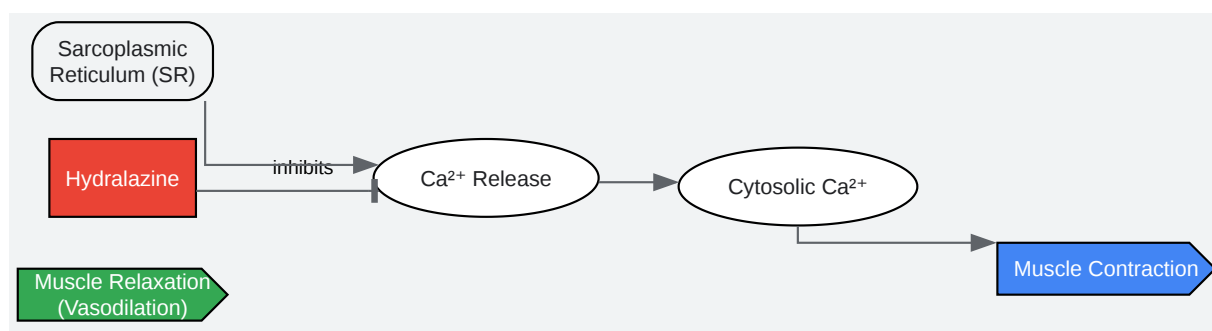 Sarcoplasmic
Reticulum (SR)
Hydralazine
inhibits
Ca²⁺ Release
Cytosolic Ca²⁺
Muscle Contraction
Muscle Relaxation
(Vasodilation)